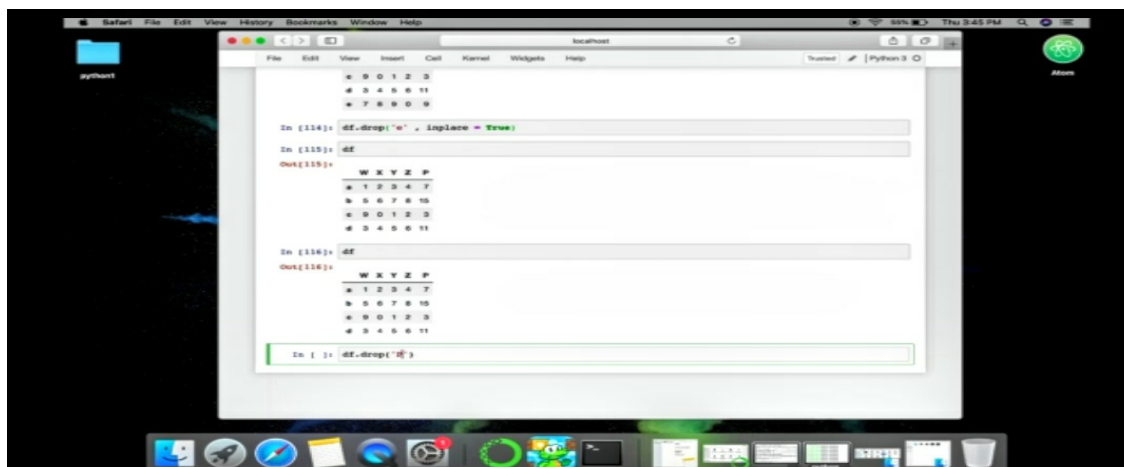 Safari File Edit View History Bookmarks Window Help 55% Thu 3:45 PM
localhost
python1
Atom
File Edit View Insert Cell Kernel Widgets Help Trusted Python 3
c 9 0 1 2 3
d 3 4 5 6 11
e 7 8 9 0 9
In [114]: df.drop('e' , inplace = True)
In [115]: df
Out[115]:
W X Y Z P
a 1 2 3 4 7
b 5 6 7 8 15
c 9 0 1 2 3
d 3 4 5 6 11
In [116]: df
Out[116]:
W X Y Z P
a 1 2 3 4 7
b 5 6 7 8 15
c 9 0 1 2 3
d 3 4 5 6 11
In [ ]: df.drop('P')